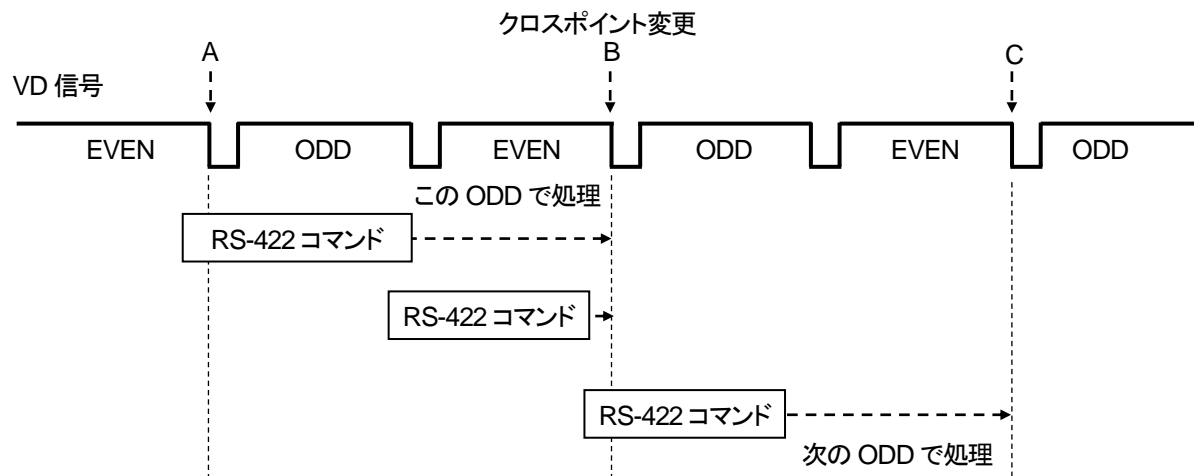 クロスポイント変更
A B C
VD 信号
EVEN ODD EVEN ODD EVEN ODD
この ODD で処理
RS-422 コマンド
RS-422 コマンド
RS-422 コマンド
次の ODD で処理